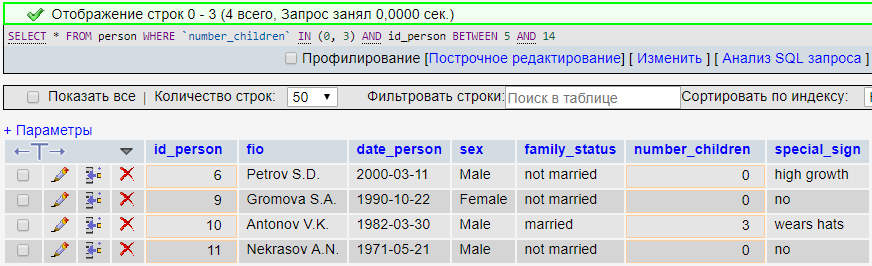 Отображение строк 0 - 3 (4 всего, Запрос занял 0,0000 сек.)
SELECT * FROM person WHERE `number_children` IN (0, 3) AND id_person BETWEEN 5 AND 14
Профилирование [Построчное редактирование] [ Изменить ] [ Анализ SQL запроса ]
Показать все | Количество строк: 50 Фильтровать строки: Поиск в таблице Сортировать по индексу:
+ Параметры
←T→ id_person fio date_person sex family_status number_children special_sign
6 Petrov S.D. 2000-03-11 Male not married 0 high growth
9 Gromova S.A. 1990-10-22 Female not married 0 no
10 Antonov V.K. 1982-03-30 Male married 3 wears hats
11 Nekrasov A.N. 1971-05-21 Male not married 0 no